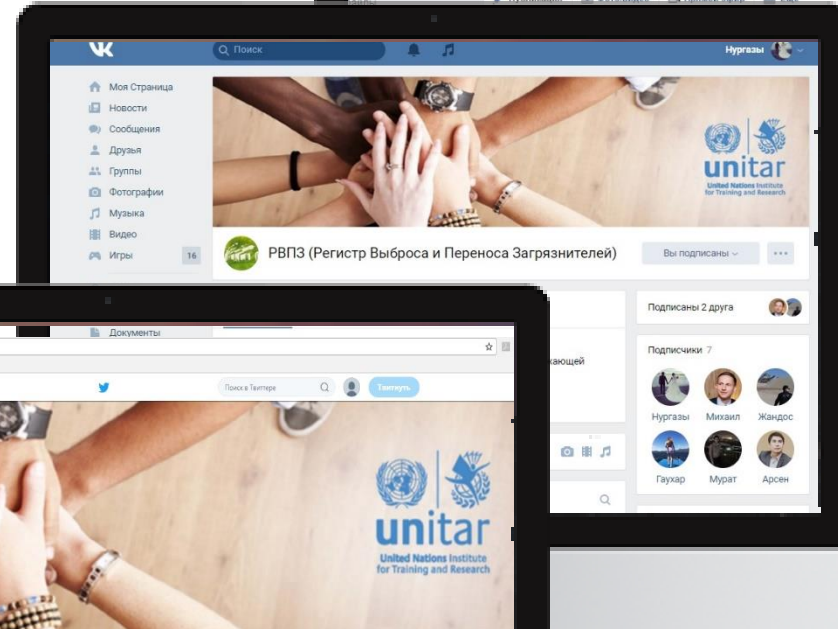 Поиск
Нургазы
Моя Страница
Новости
Сообщения
Друзья
Группы
Фотографии
Музыка
Видео
Игры 16
Документы
unitar
United Nations Institute
for Training and Research
РВПЗ (Регистр Выброса и Переноса Загрязнителей)
Вы подписаны
Подписаны 2 друга
Подписчики 7
Нургазы Михаил Жандос
Гаухар Мурат Арсен
Поиск в Твиттере
Твитнуть
unitar
United Nations Institute
for Training and Research